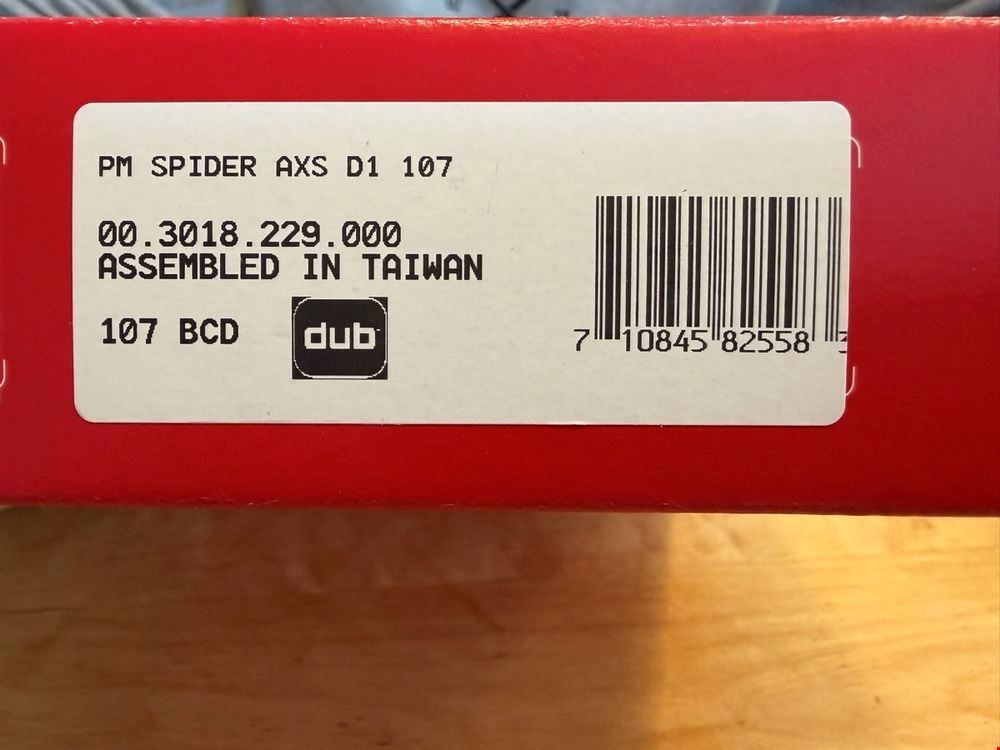 PM SPIDER AXS D1 107
00.3018.229.000
ASSEMBLED IN TAIWAN
107 BCD
dub
7 10845 82558